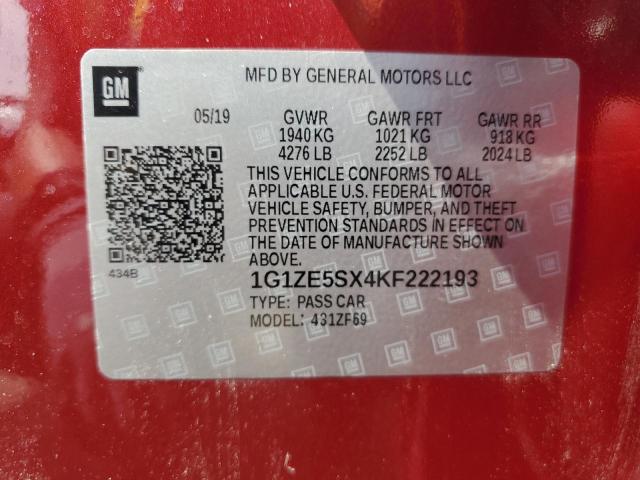 GM
MFD BY GENERAL MOTORS LLC
05/19 GVWR GAWR FRT GAWR RR
1940 KG 1021 KG 918 KG
4276 LB 2252 LB 2024 LB
THIS VEHICLE CONFORMS TO ALL
APPLICABLE U.S. FEDERAL MOTOR
VEHICLE SAFETY, BUMPER, AND THEFT
PREVENTION STANDARDS IN EFFECT ON
THE DATE OF MANUFACTURE SHOWN
ABOVE.
434B
1G1ZE5SX4KF222193
TYPE: PASS CAR
MODEL: 431ZF69